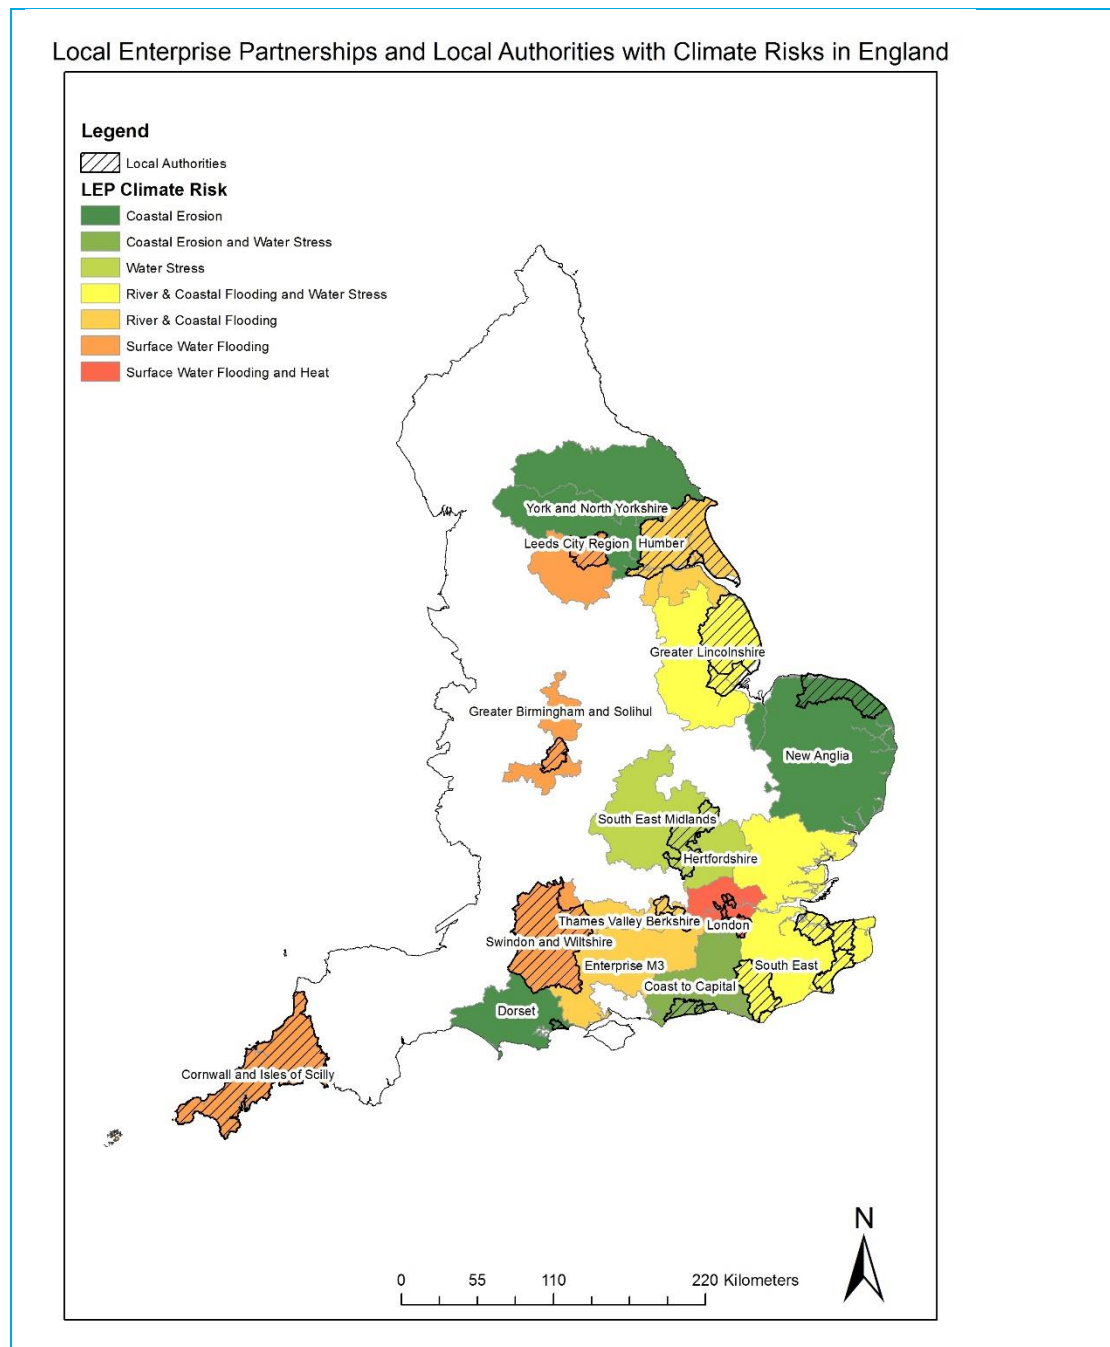 Local Enterprise Partnerships and Local Authorities with Climate Risks in England
Legend
Local Authorities
LEP Climate Risk
Coastal Erosion
Coastal Erosion and Water Stress
Water Stress
River & Coastal Flooding and Water Stress
River & Coastal Flooding
Surface Water Flooding
Surface Water Flooding and Heat
York and North Yorkshire
Leeds City Region
Humber
Greater Lincolnshire
Greater Birmingham and Solihul
New Anglia
South East Midlands
Hertfordshire
Thames Valley Berkshire
London
Swindon and Wiltshire
Enterprise M3
South East
Coast to Capital
Dorset
Cornwall and Isles of Scilly
N
0 55 110 220 Kilometers